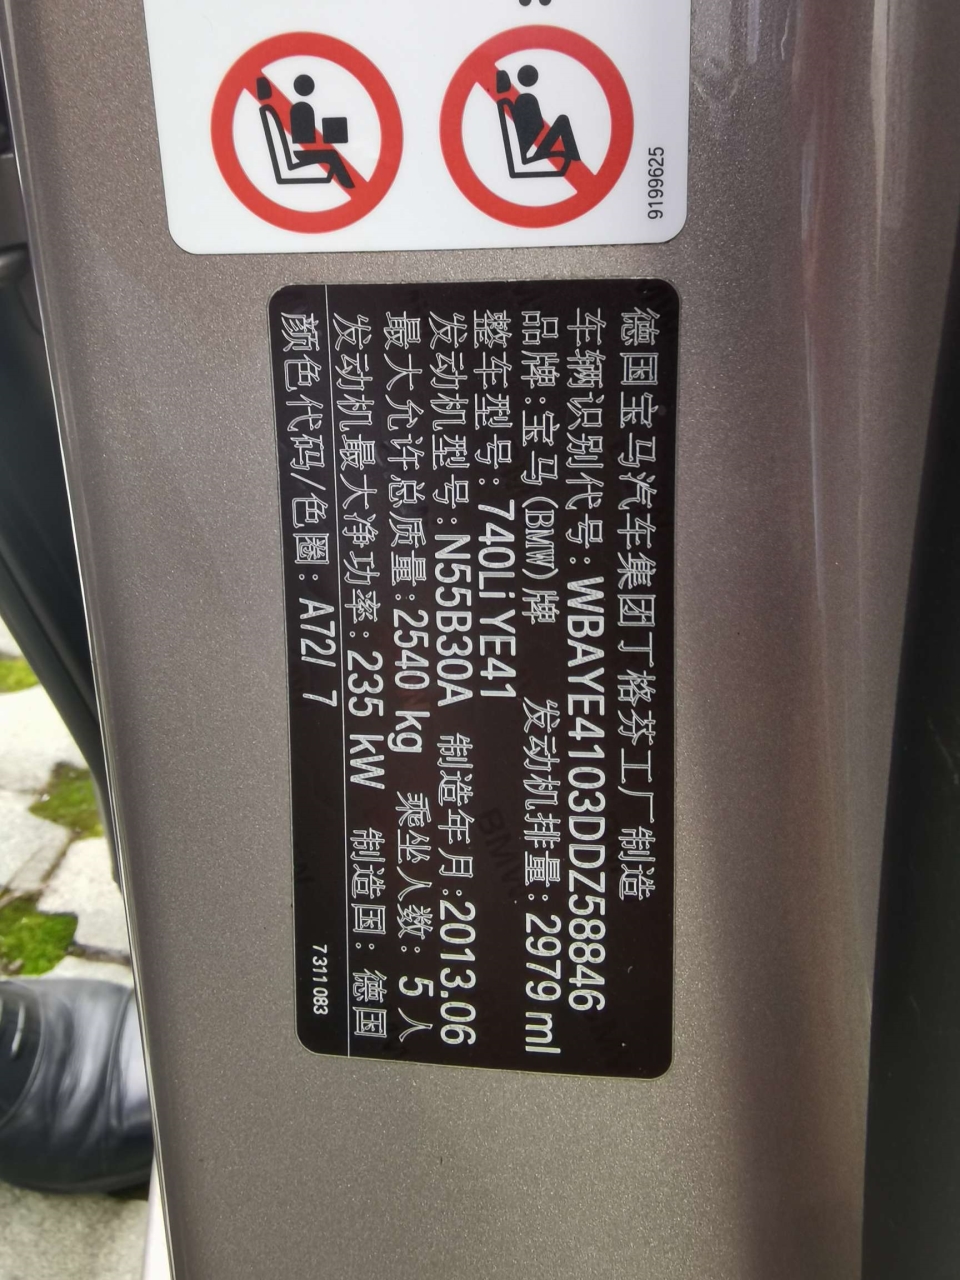 9199625
德国宝马汽车集团丁格芬工厂 制造
车辆识别代号:WBAYE4103DDZ58846
品牌:宝马(BMW)牌 发动机排量:2979 ml
整车型号:740Li YE41
发动机型号:N55B30A 制造年月:2013.06
最大允许总质量:2540 kg 乘坐人数: 5 人
发动机最大净功率:235 kW 制造国: 德国
颜色代码/色圈: A72/ 7
7311 083